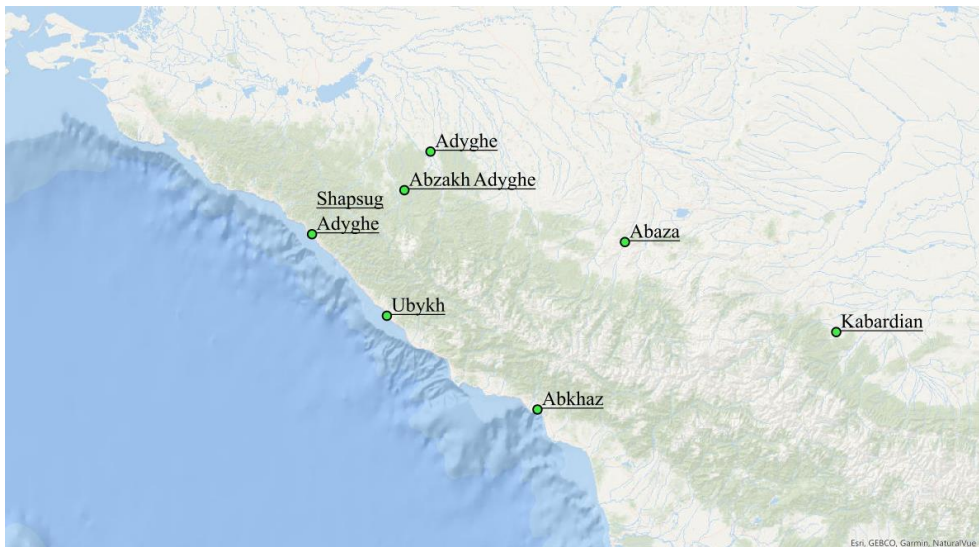 Adyghe
Abzakh Adyghe
Shapsug
Adyghe
Abaza
Ubykh
Kabardian
Abkhaz
Esri, GEBCO, Garmin, NaturalVue